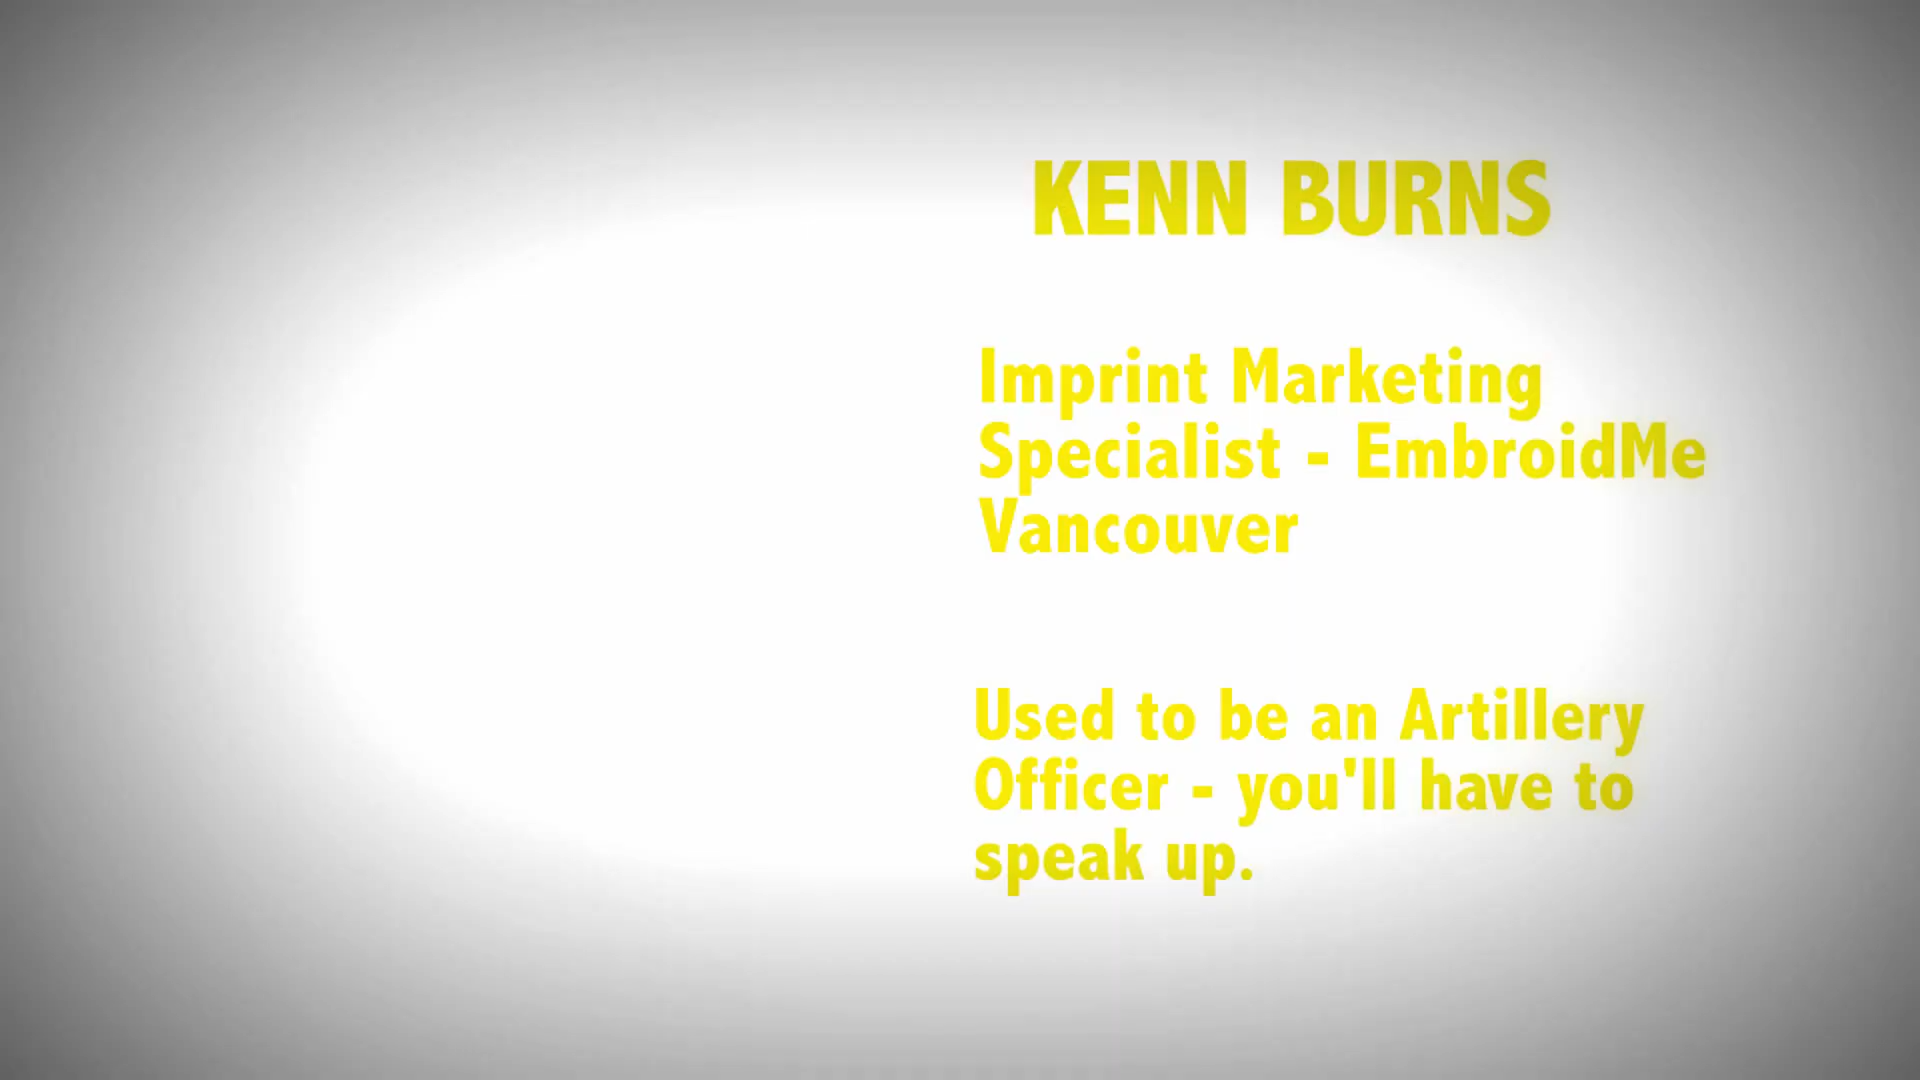 KENN BURNS
Imprint Marketing
Specialist - EmbroidMe
Vancouver
Used to be an Artillery
Officer - you'll have to
speak up.